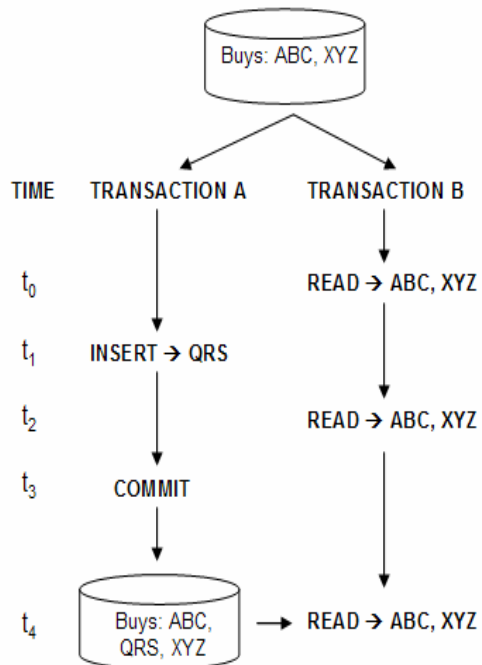 Buys: ABC, XYZ
TIME TRANSACTION A TRANSACTION B
t0 READ → ABC, XYZ
t1 INSERT → QRS
t2 READ → ABC, XYZ
t3 COMMIT
Buys: ABC,
t4 QRS, XYZ READ → ABC, XYZ